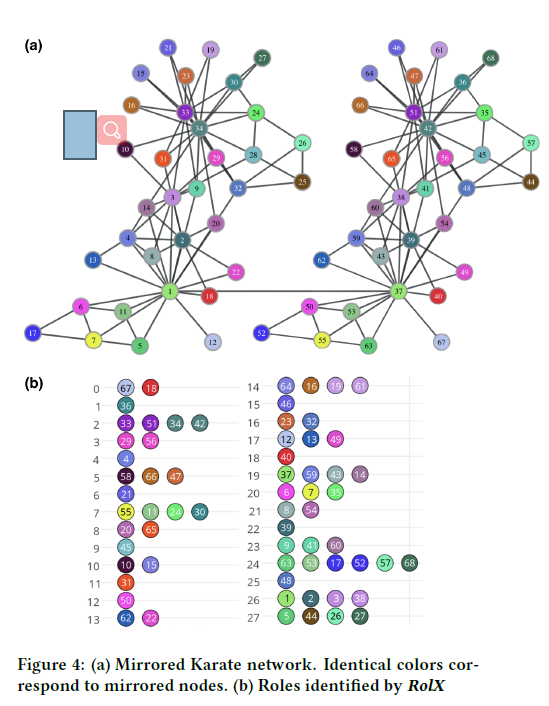 (a)
21 19 46 61
27 68
15 23 30 64 47 36
16 33 24 66 51 35
34 42
10 31 29 28 26 58 65 56 45 57
9 32 25 41 48 44
3 38
14 20 60 54
4 2 59 39
8 43
13 22 62 49
1 18 37 40
6 11 50 53
17 7 5 12 52 55 63 67
(b)
0 67 18
1 36
2 33 51 34 42
3 29 56
4 4
5 58 66 47
6 21
7 55 11 24 30
8 20 65
9 45
10 10 15
11 31
12 50
13 62 22
14 64 16 19 61
15 46
16 23 32
17 12 13 49
18 40
19 37 59 43 14
20 6 7 35
21 8 54
22 39
23 9 41 60
24 63 53 17 52 57 68
25 48
26 1 2 3 38
27 5 44 26 27
Figure 4: (a) Mirrored Karate network. Identical colors cor-
respond to mirrored nodes. (b) Roles identified by RolX